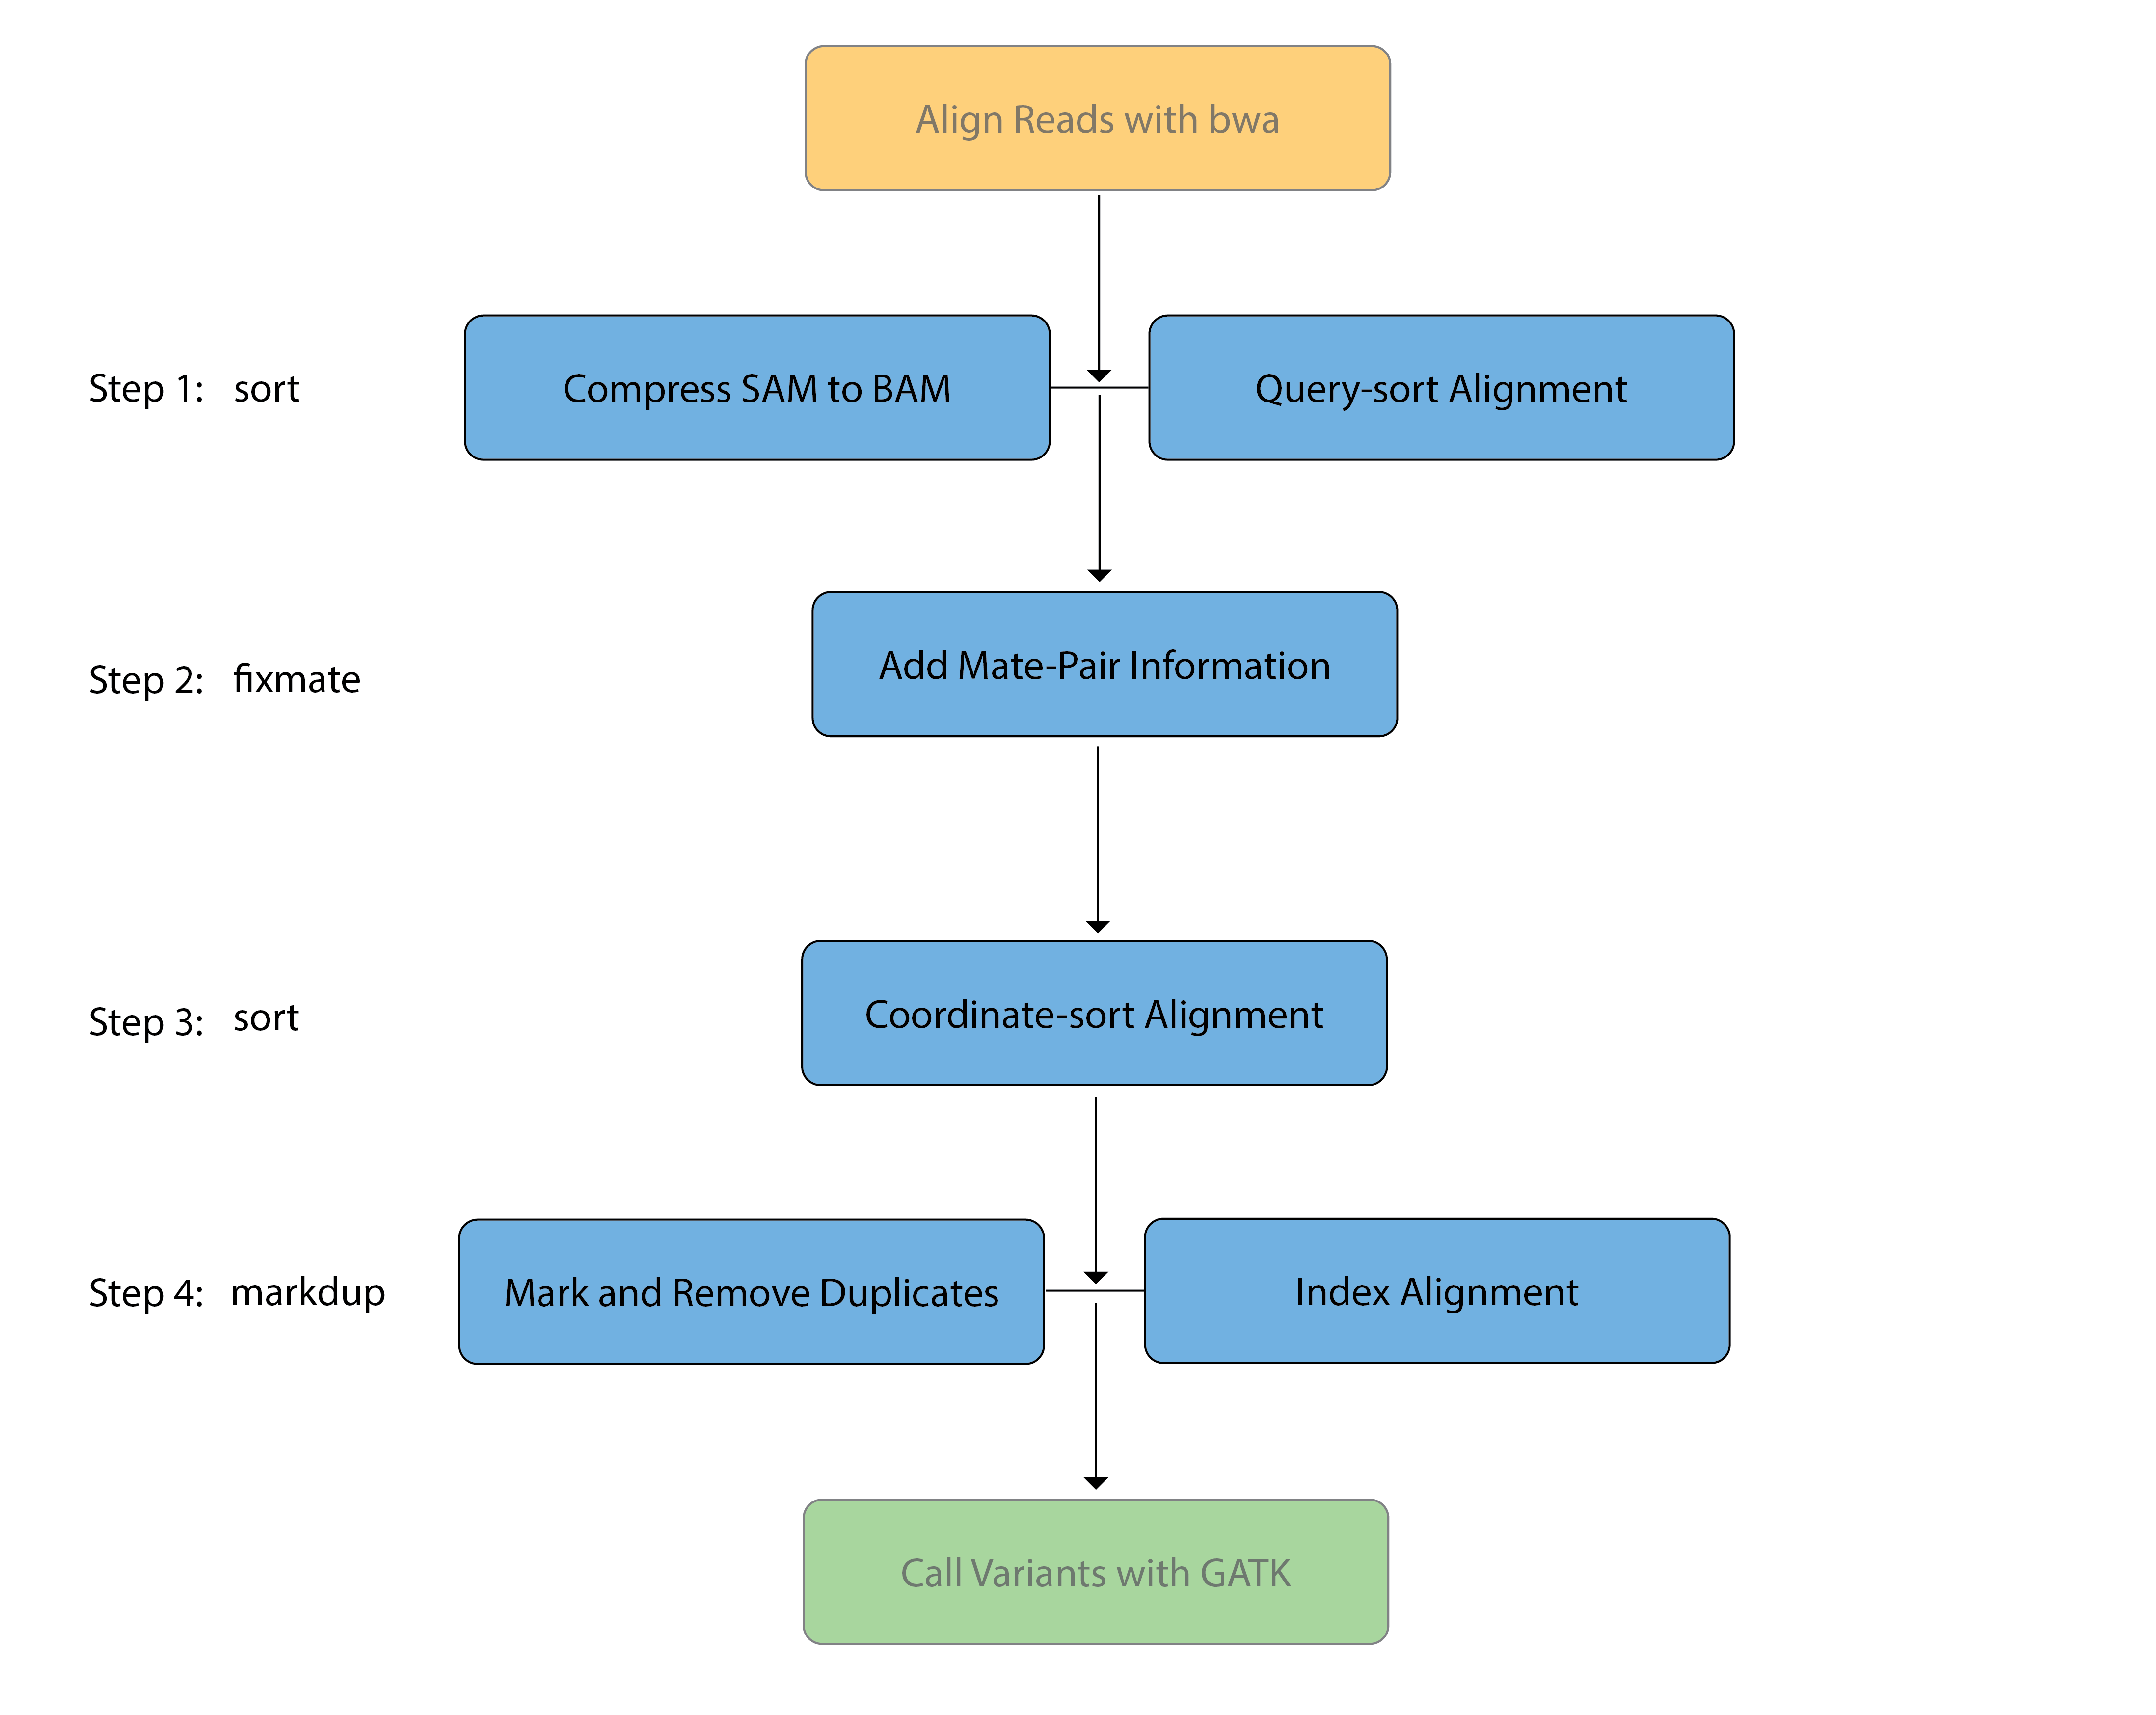 Align Reads with bwa
Step 1: sort
Compress SAM to BAM
Query-sort Alignment
Step 2: fixmate
Add Mate-Pair Information
Step 3: sort
Coordinate-sort Alignment
Step 4: markdup
Mark and Remove Duplicates
Index Alignment
Call Variants with GATK